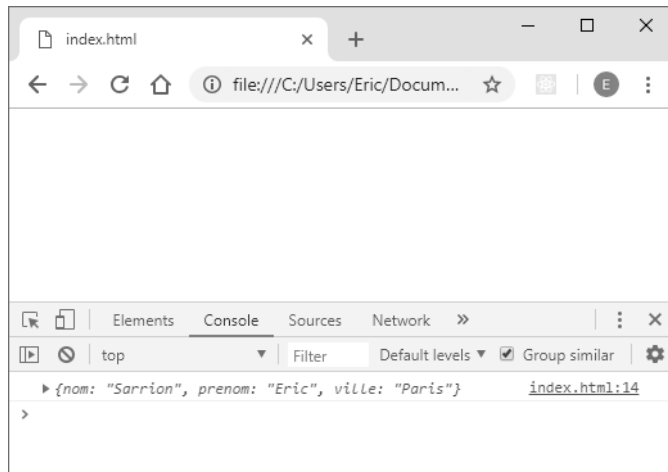 index.html
file:///C:/Users/Eric/Docum...
E
Elements Console Sources Network »
top Filter Default levels Group similar
{nom: "Sarrion", prenom: "Eric", ville: "Paris"} index.html:14
>